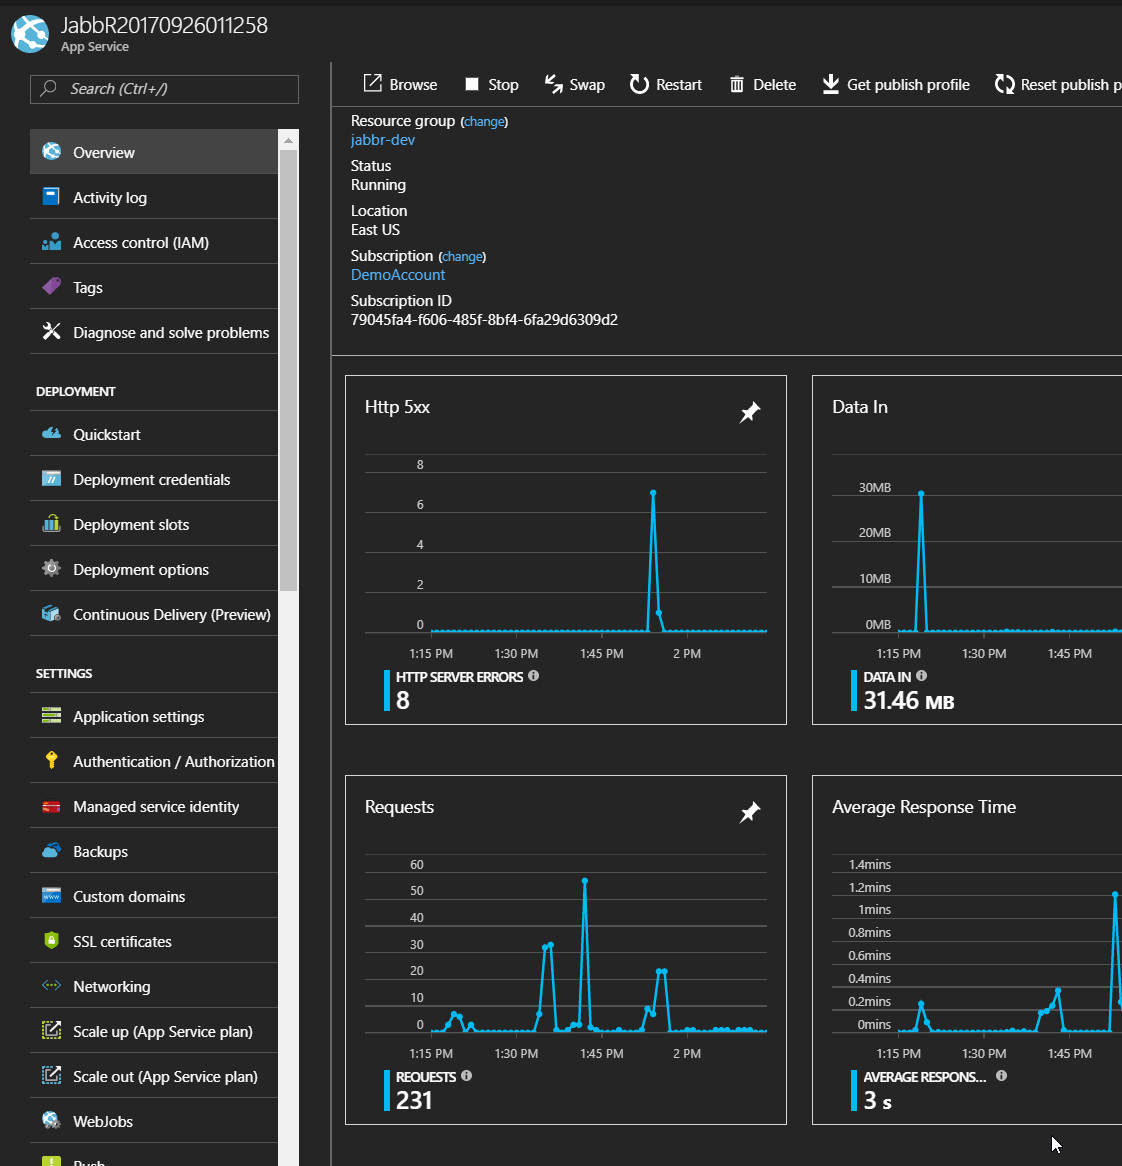 JabbR20170926011258
App Service
Search (Ctrl+/)
Overview
Activity log
Access control (IAM)
Tags
Diagnose and solve problems
DEPLOYMENT
Quickstart
Deployment credentials
Deployment slots
Deployment options
Continuous Delivery (Preview)
SETTINGS
Application settings
Authentication / Authorization
Managed service identity
Backups
Custom domains
SSL certificates
Networking
Scale up (App Service plan)
Scale out (App Service plan)
WebJobs
Push
Browse Stop Swap Restart Delete Get publish profile Reset publish p
Resource group (change)
jabbr-dev
Status
Running
Location
East US
Subscription (change)
DemoAccount
Subscription ID
79045fa4-f606-485f-8bf4-6fa29d6309d2
Http 5xx
8
6
4
2
0
1:15 PM 1:30 PM 1:45 PM 2 PM
HTTP SERVER ERRORS
8
Data In
30MB
20MB
10MB
0MB
1:15 PM 1:30 PM 1:45 PM
DATA IN
31.46 MB
Requests
60
50
40
30
20
10
0
1:15 PM 1:30 PM 1:45 PM 2 PM
REQUESTS
231
Average Response Time
1.4mins
1.2mins
1mins
0.8mins
0.6mins
0.4mins
0.2mins
0mins
1:15 PM 1:30 PM 1:45 PM
AVERAGE RESPONS...
3 s